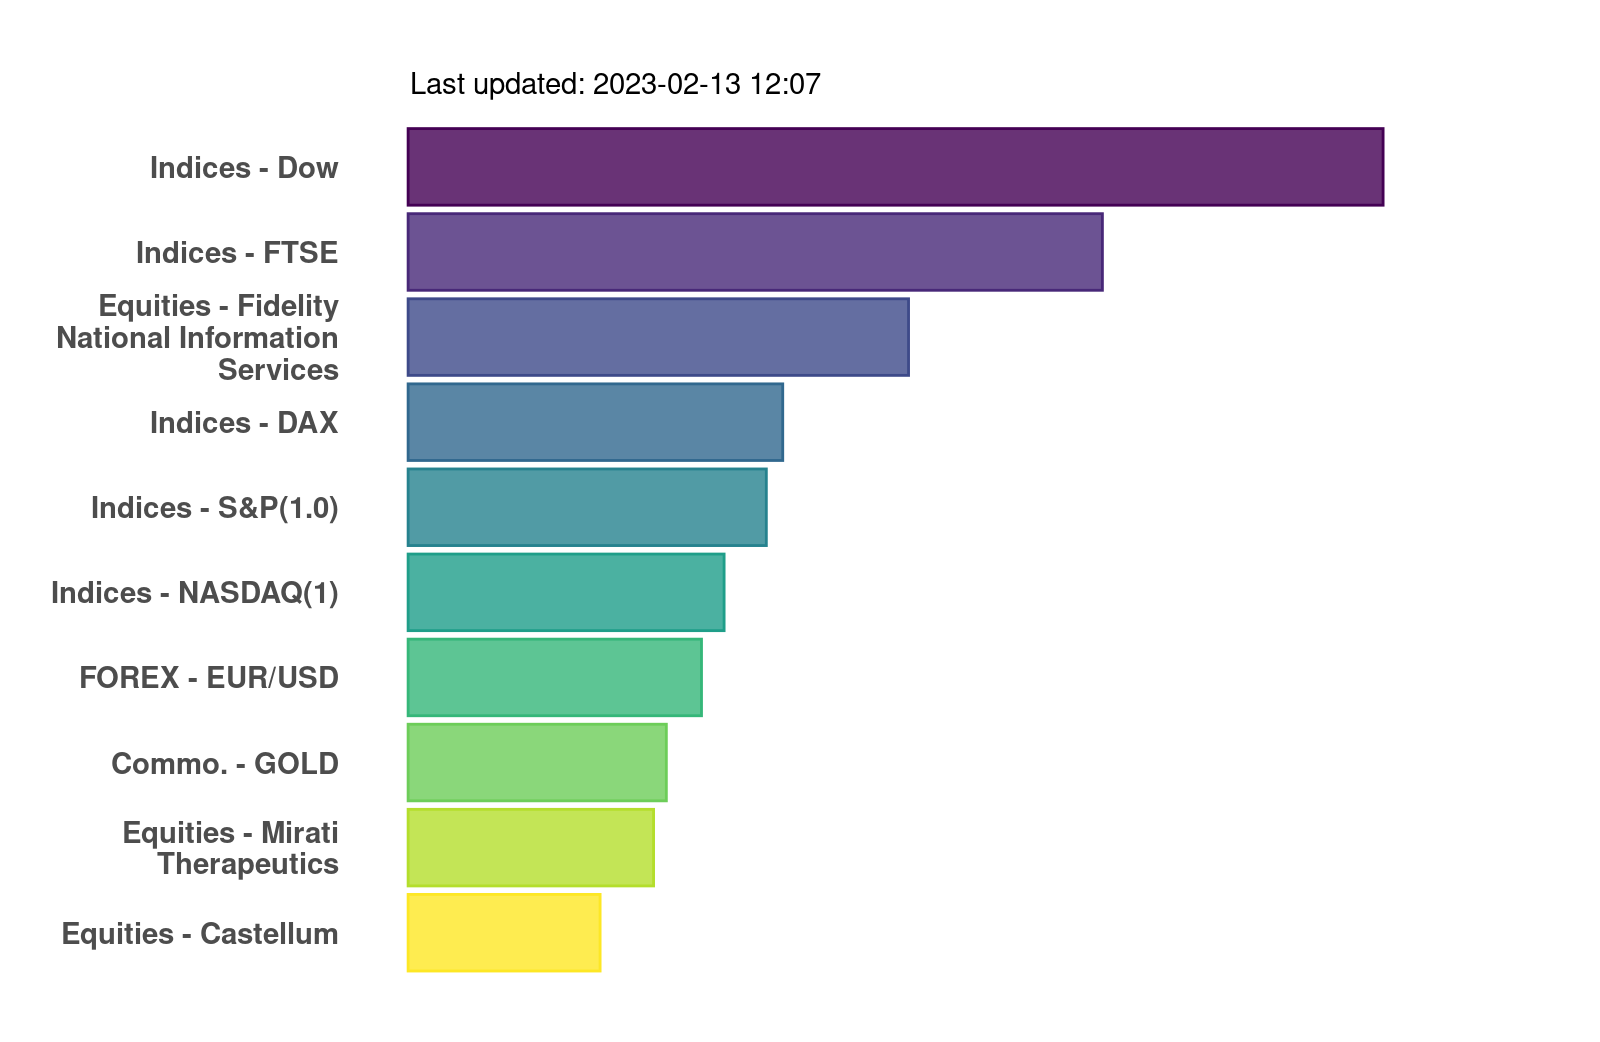 Last updated: 2023-02-13 12:07
Indices - Dow
Indices - FTSE
Equities - Fidelity
National Information
Services
Indices - DAX
Indices - S&P(1.0)
Indices - NASDAQ(1)
FOREX - EUR/USD
Commo. - GOLD
Equities - Mirati
Therapeutics
Equities - Castellum